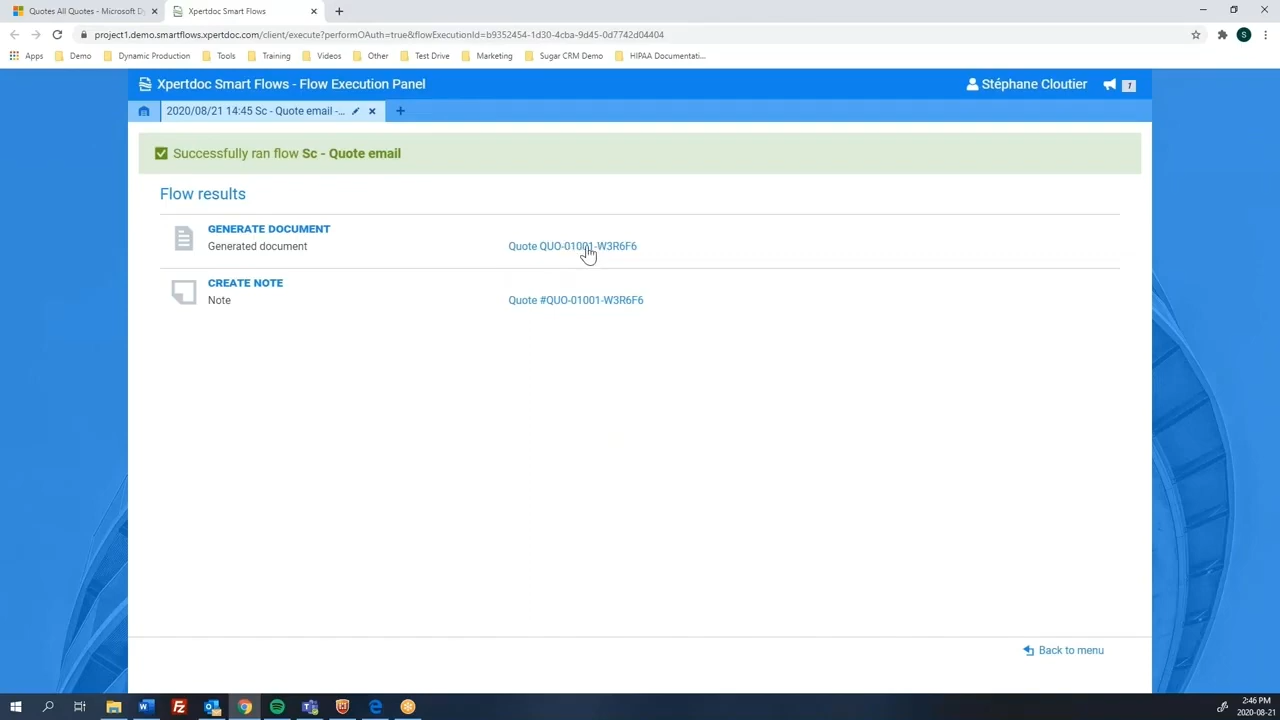 Quotes All Quotes - Microsoft D
Xpertdoc Smart Flows
project1.demo.smartflows.xpertdoc.com/client/execute?performOAuth=true&flowExecutionId=b9352454-1d30-4cba-9d45-0d7742d04404
S
Apps
Demo
Dynamic Production
Tools
Training
Videos
Other
Test Drive
Marketing
Sugar CRM Demo
HIPAA Documentati...
Xpertdoc Smart Flows - Flow Execution Panel
Stéphane Cloutier
2020/08/21 14:45 Sc - Quote email -...
Successfully ran flow Sc - Quote email
Flow results
GENERATE DOCUMENT
Generated document
Quote QUO-01001-W3R6F6
CREATE NOTE
Note
Quote #QUO-01001-W3R6F6
Back to menu
2:46 PM
2020-08-21